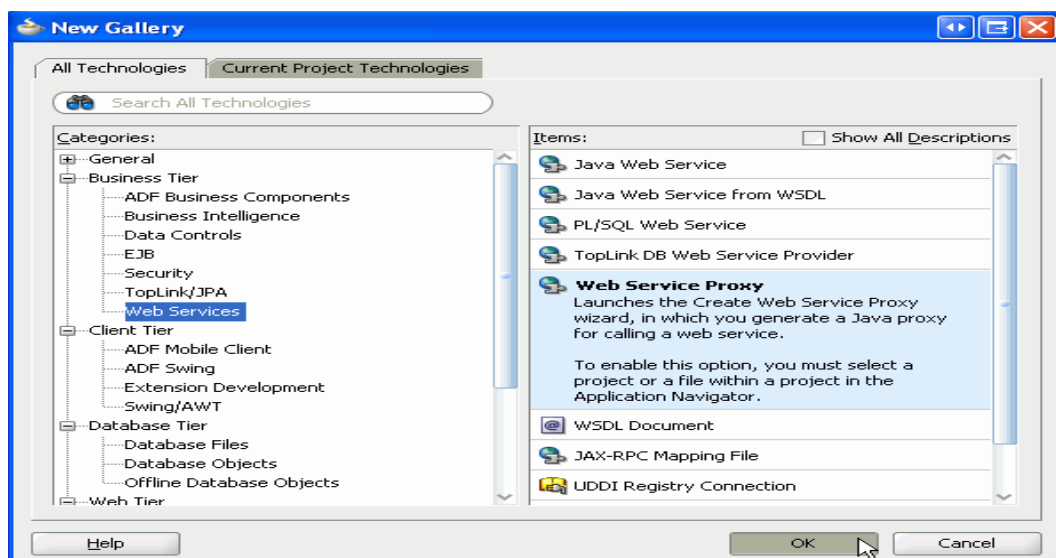 New Gallery
All Technologies
Current Project Technologies
Search All Technologies
Categories:
General
Business Tier
ADF Business Components
Business Intelligence
Data Controls
EJB
Security
TopLink/JPA
Web Services
Client Tier
ADF Mobile Client
ADF Swing
Extension Development
Swing/AWT
Database Tier
Database Files
Database Objects
Offline Database Objects
Web Tier
Items:
Show All Descriptions
Java Web Service
Java Web Service from WSDL
PL/SQL Web Service
TopLink DB Web Service Provider
Web Service Proxy
Launches the Create Web Service Proxy
wizard, in which you generate a Java proxy
for calling a web service.
To enable this option, you must select a
project or a file within a project in the
Application Navigator.
WSDL Document
JAX-RPC Mapping File
UDDI Registry Connection
Help
OK
Cancel